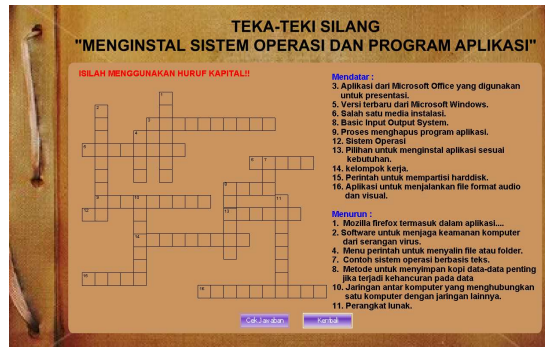 TEKA-TEKI SILANG
"MENGINSTAL SISTEM OPERASI DAN PROGRAM APLIKASI"
ISILAH MENGGUNAKAN HURUF KAPITAL!!
Mendatar :
3. Aplikasi dari Microsoft Office yang digunakan
untuk presentasi.
5. Versi terbaru dari Microsoft Windows.
6. Salah satu media instalasi.
8. Basic Input Output System.
9. Proses menghapus program aplikasi.
12. Sistem Operasi
13. Pilihan untuk menginstal aplikasi sesuai
kebutuhan.
14. kelompok kerja.
15. Perintah untuk mempartisi harddisk.
16. Aplikasi untuk menjalankan file format audio
dan visual.
Menurun :
1. Mozilla firefox termasuk dalam aplikasi....
2. Software untuk menjaga keamanan komputer
dari serangan virus.
4. Menu perintah untuk menyalin file atau folder.
7. Contoh sistem operasi berbasis teks.
8. Metode untuk menyimpan kopi data-data penting
jika terjadi kehancuran pada data
10. Jaringan antar komputer yang menghubungkan
satu komputer dengan jaringan lainnya.
11. Perangkat lunak.
Cek Jawaban
Kembali